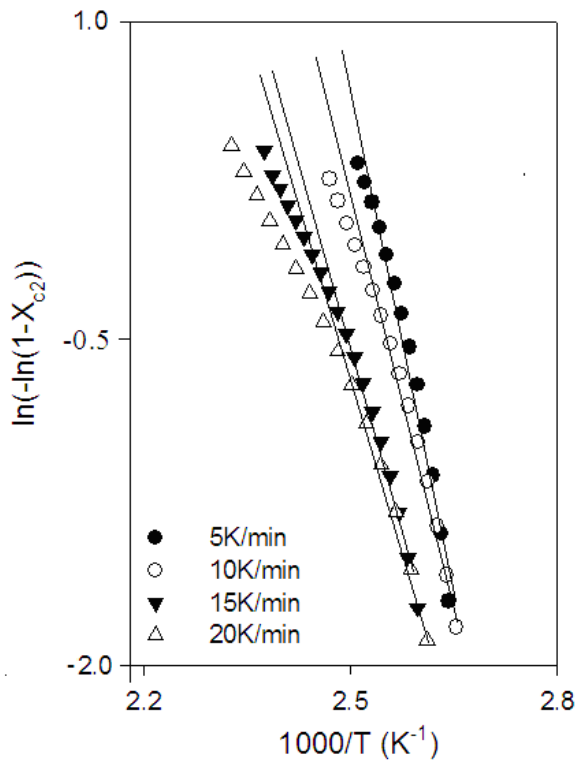 1.0
-0.5
-2.0
ln(-ln(1-Xc2))
5K/min
10K/min
15K/min
20K/min
2.2 2.5 2.8
1000/T (K-1)